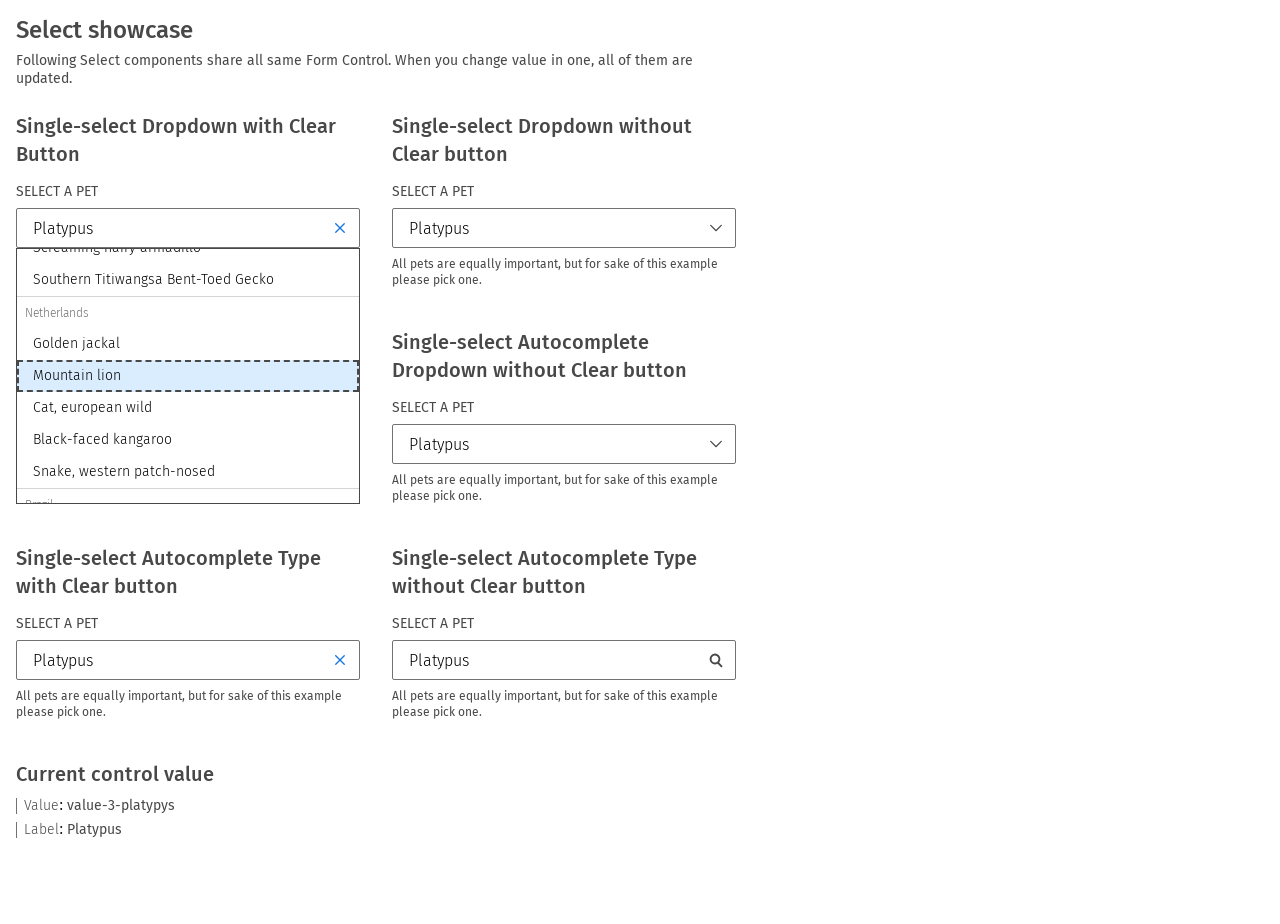 Select showcase
Following Select components share all same Form Control. When you change value in one, all of them are
updated.
Single-select Dropdown with Clear
Button
SELECT A PET
Platypus
Screaming hairy armadillo
Southern Titiwangsa Bent-Toed Gecko
Netherlands
Golden jackal
Mountain lion
Cat, european wild
Black-faced kangaroo
Snake, western patch-nosed
Brazil
Single-select Dropdown without
Clear button
SELECT A PET
Platypus
All pets are equally important, but for sake of this example
please pick one.
Single-select Autocomplete
Dropdown without Clear button
SELECT A PET
Platypus
All pets are equally important, but for sake of this example
please pick one.
Single-select Autocomplete Type
with Clear button
SELECT A PET
Platypus
All pets are equally important, but for sake of this example
please pick one.
Single-select Autocomplete Type
without Clear button
SELECT A PET
Platypus
All pets are equally important, but for sake of this example
please pick one.
Current control value
Value: value-3-platypys
Label: Platypus